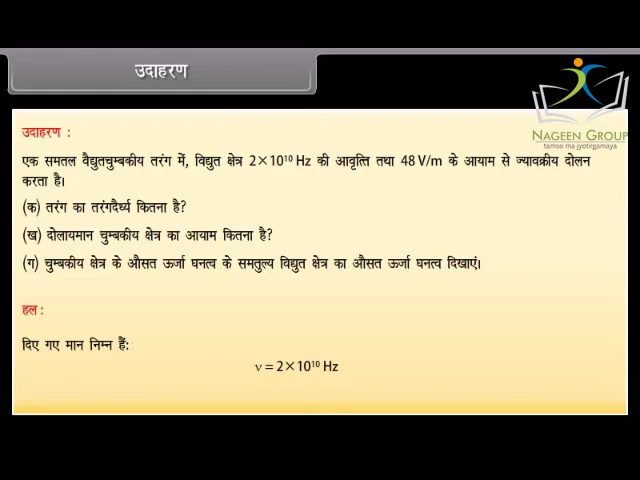 उदाहरण
NAGEEN GROUP
tamso ma jyotirgamaya
उदाहरण :
एक समतल वैद्युतचुम्बकीय तरंग में, विद्युत क्षेत्र 2×10¹⁰ Hz की आवृत्ति तथा 48 V/m के आयाम से ज्यावक्रीय दोलन
करता है।
(क) तरंग का तरंगदैर्ध्य कितना है?
(ख) दोलायमान चुम्बकीय क्षेत्र का आयाम कितना है?
(ग) चुम्बकीय क्षेत्र के औसत ऊर्जा घनत्व के समतुल्य विद्युत क्षेत्र का औसत ऊर्जा घनत्व दिखाएं।
हल :
दिए गए मान निम्न हैं:
ν = 2×10¹⁰ Hz